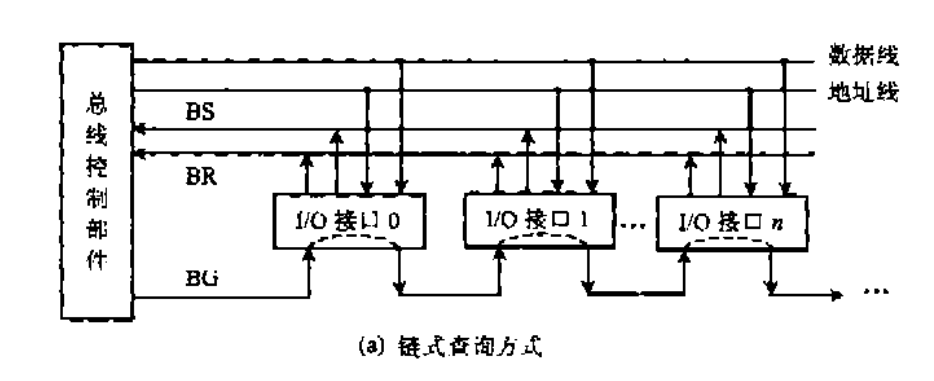 数据线
地址线
总线控制部件
BS
BR
I/O 接口 0
I/O 接口 1
…
I/O 接口 n
BG
…
(a) 链式查询方式